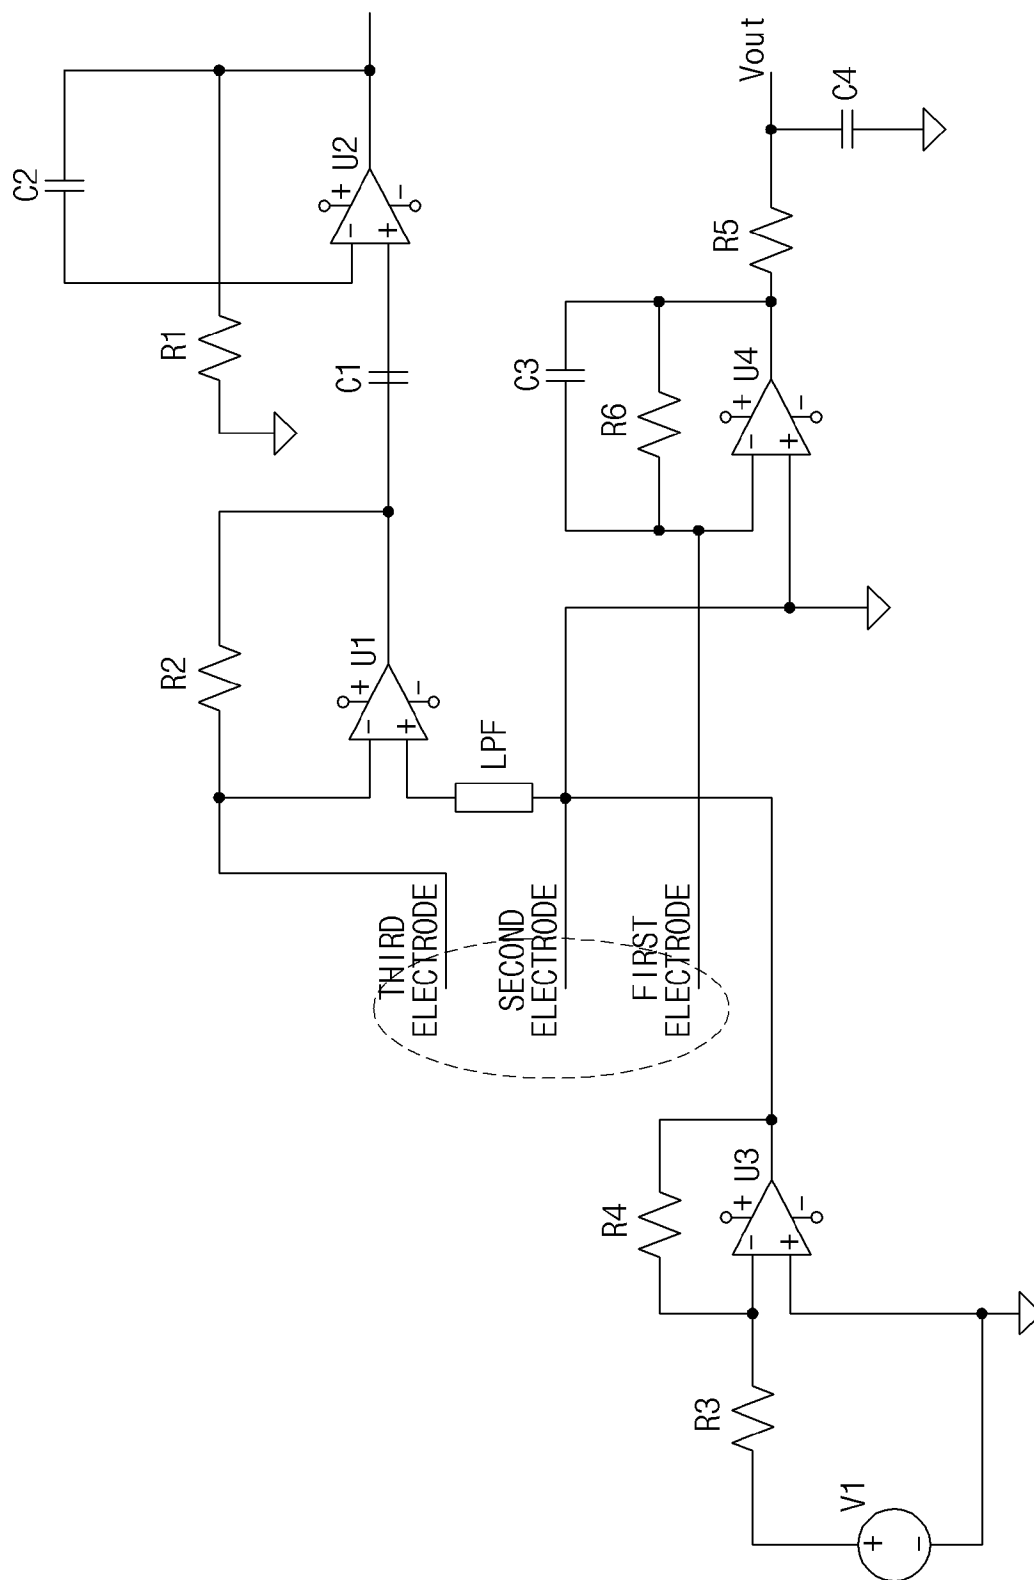 C2
U2
+
-
-
+
R1
C1
R2
U1
+
-
-
+
LPF
THIRD
ELECTRODE
SECOND
ELECTRODE
FIRST
ELECTRODE
Vout
C4
R5
C3
R6
U4
+
-
-
+
R4
U3
+
-
-
+
R3
V1
+
-